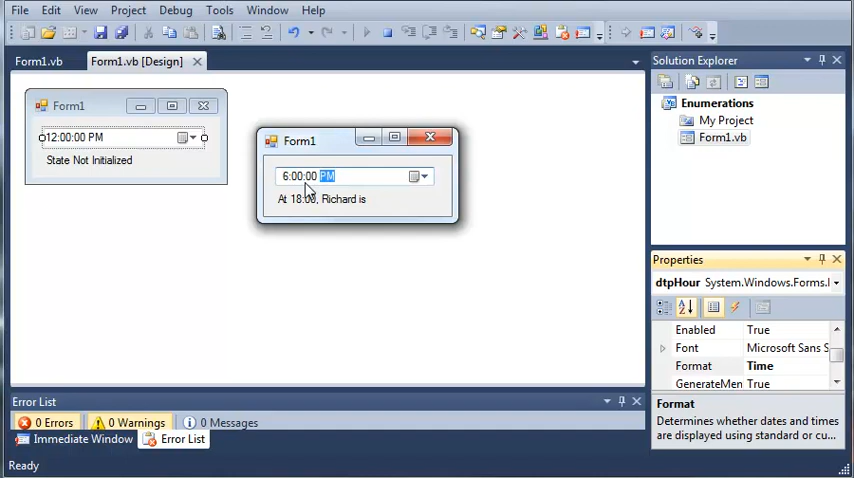 File Edit View Project Debug Tools Window Help
Form1.vb
Form1.vb [Design]
Form1
12:00:00 PM
State Not Initialized
Form1
6:00:00 PM
At 18:00, Richard is
Solution Explorer
Enumerations
My Project
Form1.vb
Properties
dtpHour System.Windows.Forms.
Enabled True
Font Microsoft Sans S
Format Time
GenerateMen True
Format
Determines whether dates and times
are displayed using standard or cu...
Error List
0 Errors
0 Warnings
0 Messages
Immediate Window
Error List
Ready